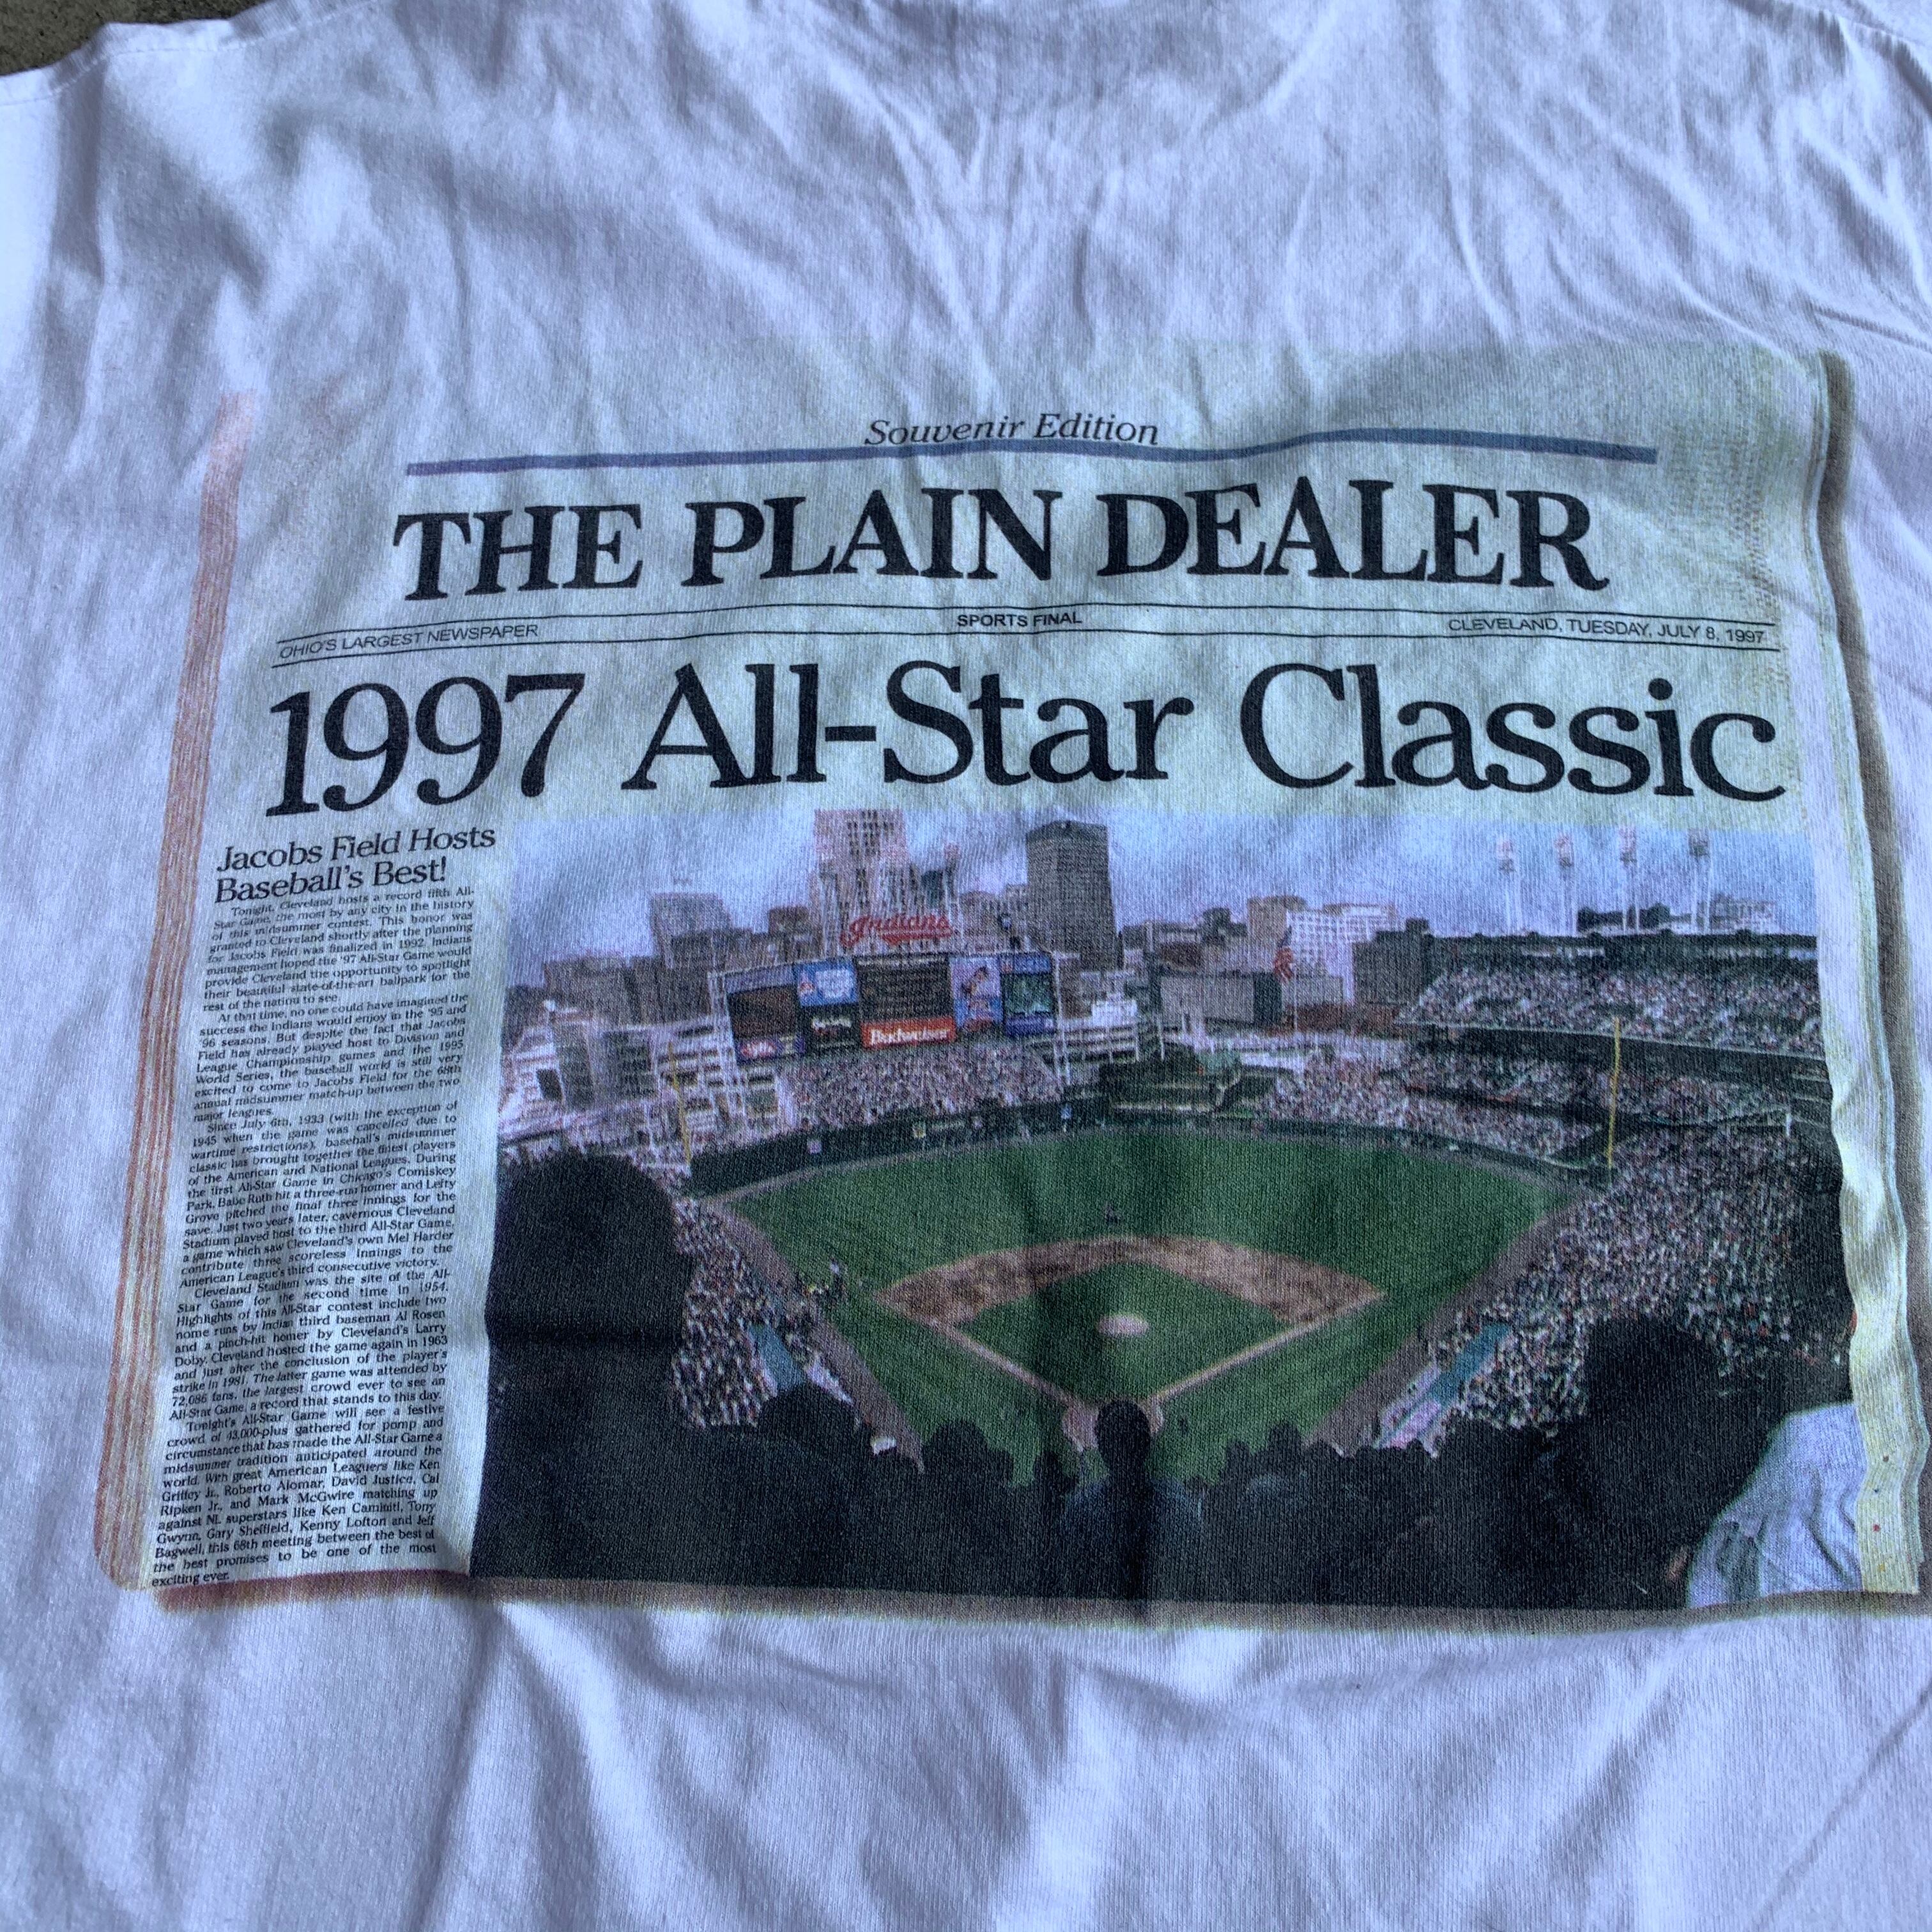 Souvenir Edition
THE PLAIN DEALER
OHIO'S LARGEST NEWSPAPER
SPORTS FINAL
CLEVELAND, TUESDAY, JULY 8, 1997
1997 All-Star Classic
Jacobs Field Hosts
Baseball's Best!
Tonight, Cleveland hosts a record fifth All-
Star Game, the most by any city in the history
of this midsummer contest. This honor was
granted to Cleveland shortly after the planning
for Jacobs Field was finalized in 1992. Indians
management hoped the '97 All-Star Game would
provide Cleveland the opportunity to spotlight
their beautiful state-of-the-art ballpark for the
rest of the nation to see.
At that time, no one could have imagined the
success the Indians would enjoy in the '95 and
'96 seasons. But despite the fact that Jacobs
Field has already played host to Division and
League Championship games and the 1995
World Series, the baseball world is still very
excited to come to Jacobs Field for the 68th
annual midsummer match-up between the two
major leagues.
Since July 6th, 1933 (with the exception of
1945 when the game was cancelled due to
wartime restrictions), baseball's midsummer
classic has brought together the finest players
of the American and National Leagues. During
the first All-Star Game in Chicago's Comiskey
Park, Babe Ruth hit a three-run homer and Lefty
Grove pitched the final three innings for the
save. Just two years later, cavernous Cleveland
Stadium played host to the third All-Star Game,
a game which saw Cleveland's own Mel Harder
contribute three scoreless innings to the
American League's third consecutive victory.
Cleveland Stadium was the site of the All-
Star Game for the second time in 1954.
Highlights of this All-Star contest include two
home runs by Indian third baseman Al Rosen
and a pinch-hit homer by Cleveland's Larry
Doby. Cleveland hosted the game again in 1963
and just after the conclusion of the player's
strike in 1981. The latter game was attended by
72,086 fans, the largest crowd ever to see an
All-Star Game, a record that stands to this day.
Tonight's All-Star Game will see a festive
crowd of 43,000-plus gathered for pomp and
circumstance that has made the All-Star Game a
midsummer tradition anticipated around the
world. With great American Leaguers like Ken
Griffey Jr., Roberto Alomar, David Justice, Cal
Ripken Jr., and Mark McGwire matching up
against NL superstars like Ken Caminiti, Tony
Gwynn, Gary Sheffield, Kenny Lofton and Jeff
Bagwell, this 68th meeting between the best of
the best promises to be one of the most
exciting ever.
Indians
Budweiser